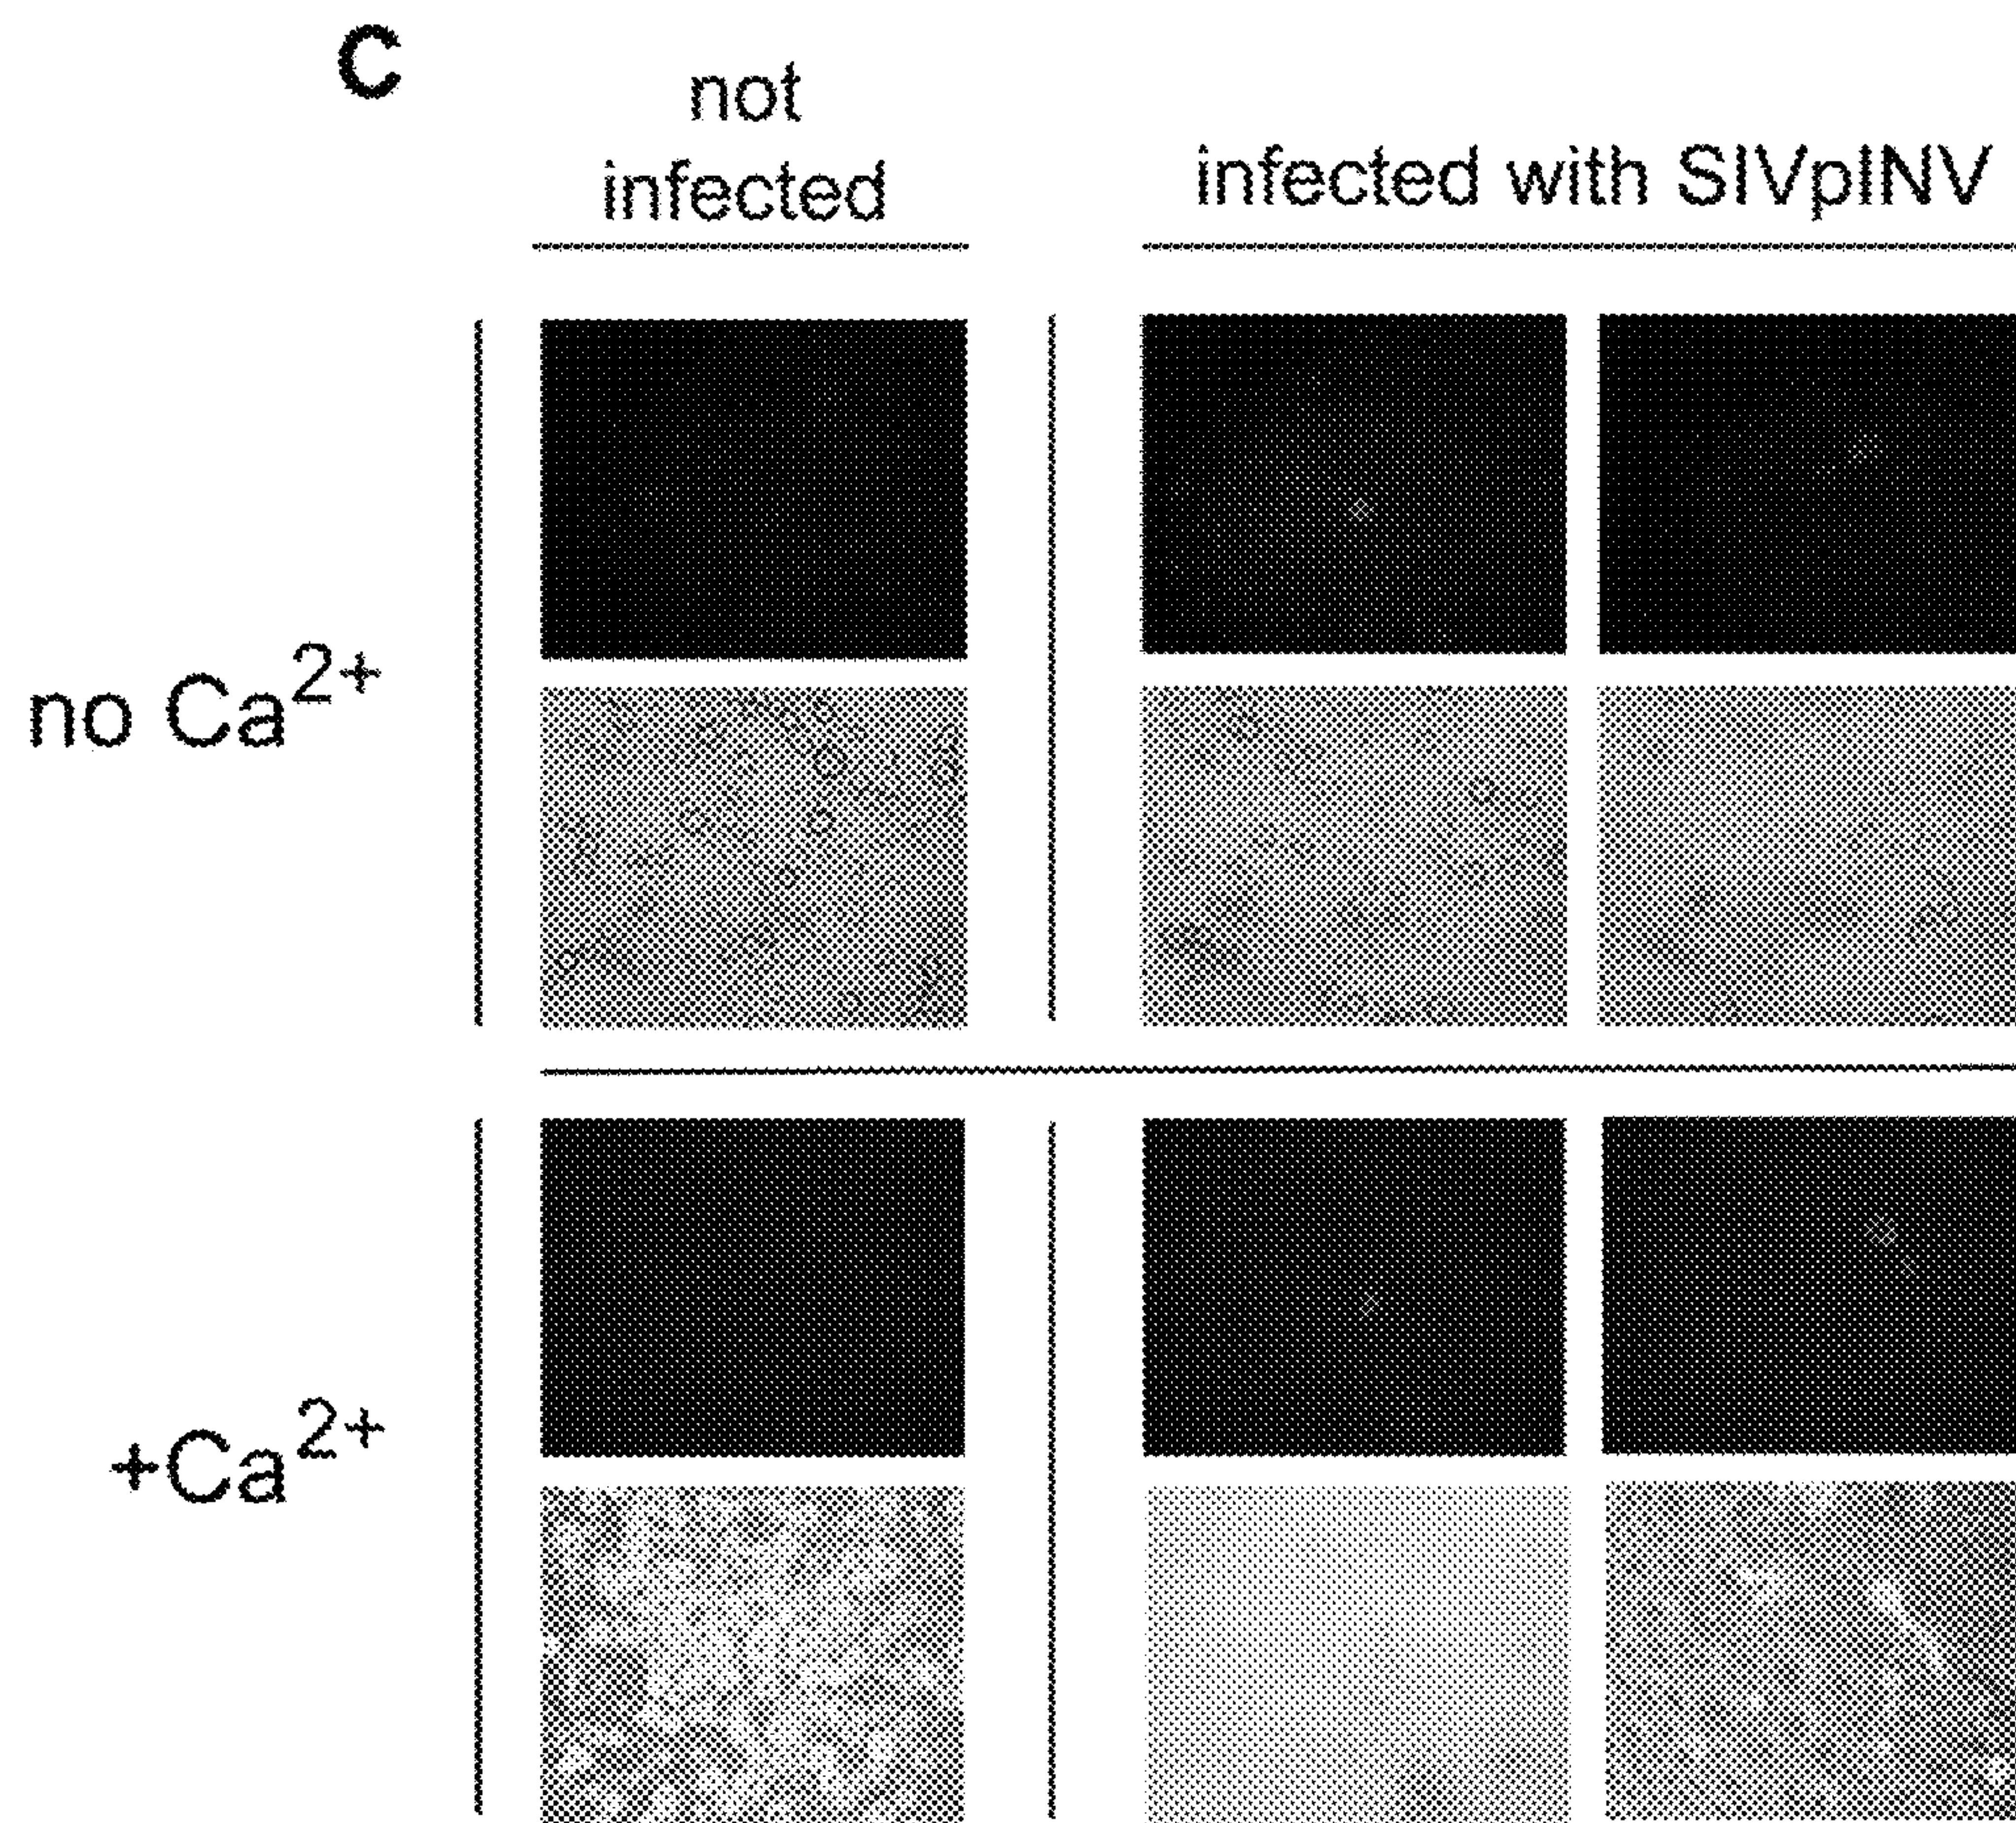 C
not
infected
infected with SIVpINV
no Ca²⁺
+Ca²⁺